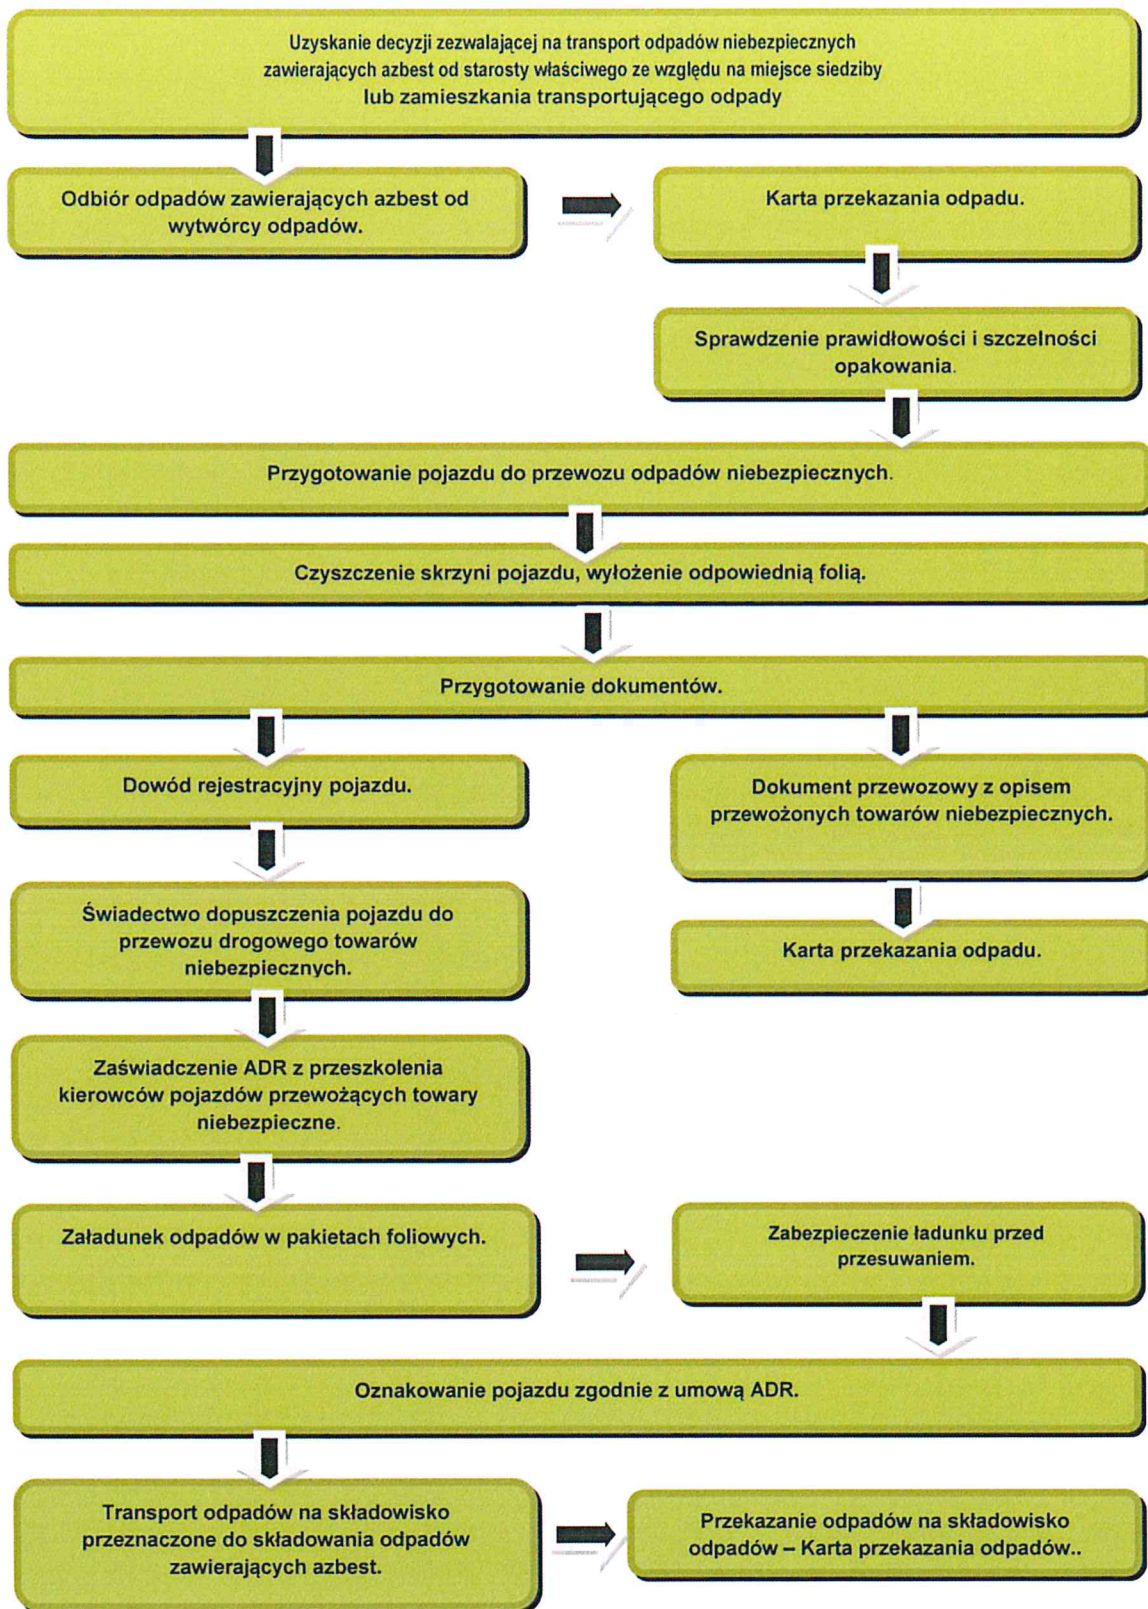 Uzyskanie decyzji zezwalającej na transport odpadów niebezpiecznych
zawierających azbest od starosty właściwego ze względu na miejsce siedziby
lub zamieszkania transportującego odpady
Odbiór odpadów zawierających azbest od
wytwórcy odpadów.
Karta przekazania odpadu.
Sprawdzenie prawidłowości i szczelności
opakowania.
Przygotowanie pojazdu do przewozu odpadów niebezpiecznych.
Czyszczenie skrzyni pojazdu, wyłożenie odpowiednią folią.
Przygotowanie dokumentów.
Dowód rejestracyjny pojazdu.
Świadectwo dopuszczenia pojazdu do
przewozu drogowego towarów
niebezpiecznych.
Zaświadczenie ADR z przeszkolenia
kierowców pojazdów przewożących towary
niebezpieczne.
Dokument przewozowy z opisem
przewożonych towarów niebezpiecznych.
Karta przekazania odpadu.
Załadunek odpadów w pakietach foliowych.
Zabezpieczenie ładunku przed
przesuwaniem.
Oznakowanie pojazdu zgodnie z umową ADR.
Transport odpadów na składowisko
przeznaczone do składowania odpadów
zawierających azbest.
Przekazanie odpadów na składowisko
odpadów – Karta przekazania odpadów..